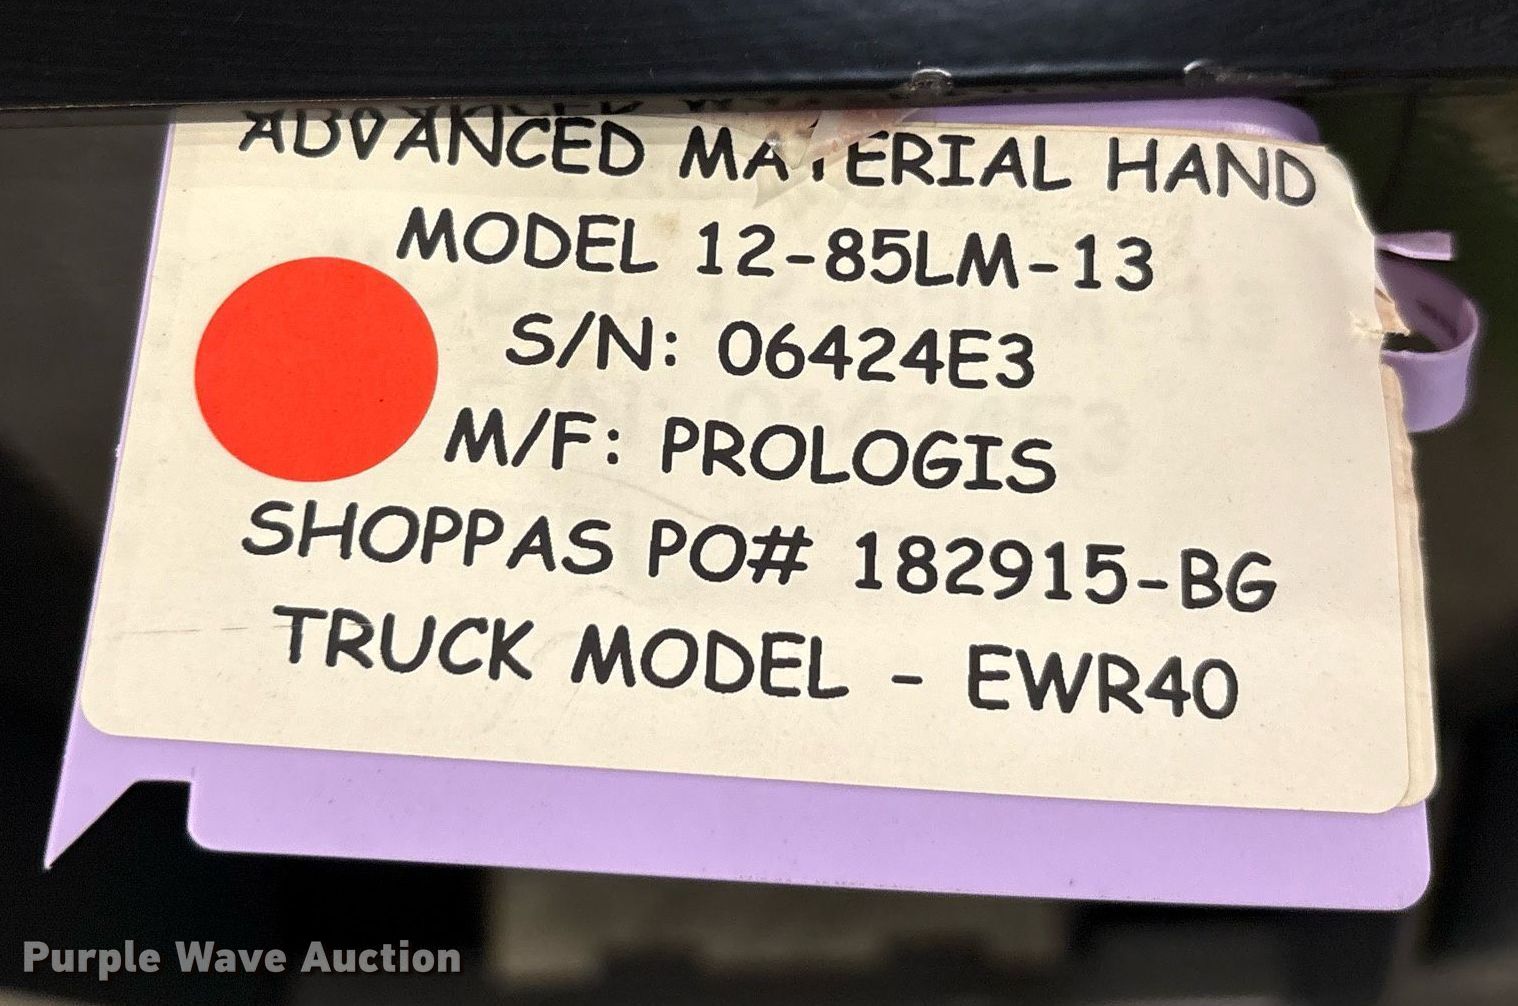 ADVANCED MATERIAL HAND
MODEL 12-85LM-13
S/N: 06424E3
M/F: PROLOGIS
SHOPPAS PO# 182915-BG
TRUCK MODEL - EWR40
Purple Wave Auction